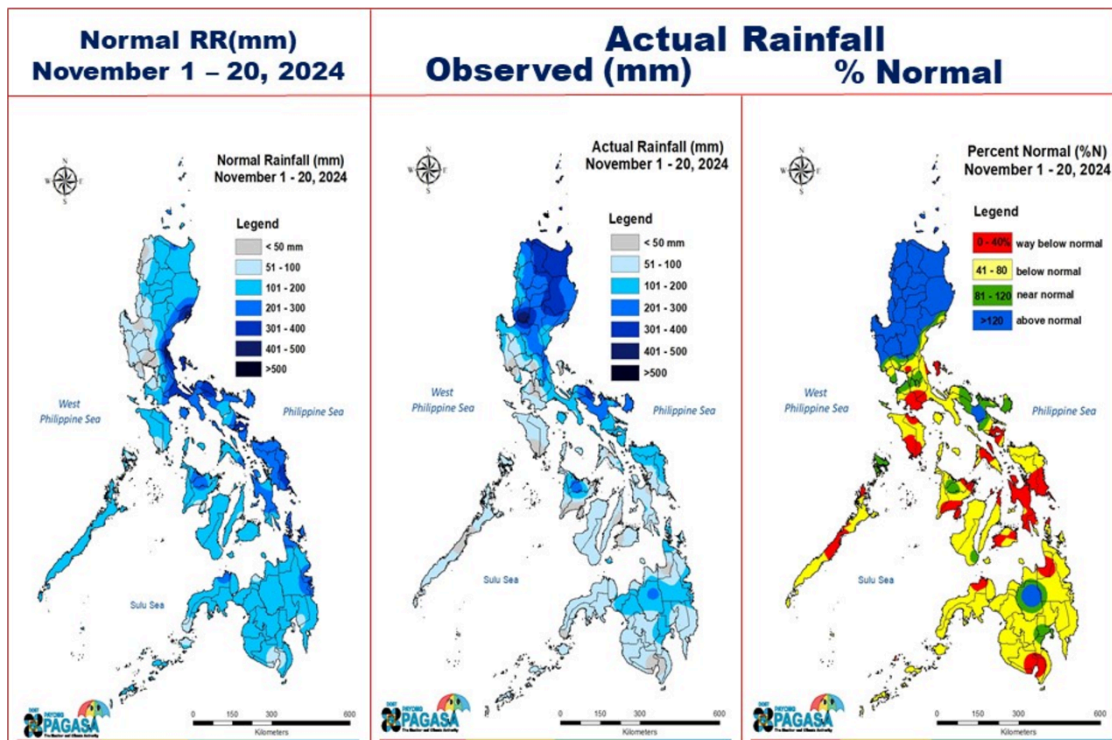 Normal RR(mm)
November 1 – 20, 2024
Actual Rainfall
Observed (mm)
% Normal
N
W
E
S
Normal Rainfall (mm)
November 1 - 20, 2024
Legend
< 50 mm
51 - 100
101 - 200
201 - 300
301 - 400
401 - 500
>500
West
Philippine Sea
Philippine Sea
Sulu Sea
PAGASA
0 150 300 600
Kilometers
N
W
E
S
Actual Rainfall (mm)
November 1 - 20, 2024
Legend
< 50 mm
51 - 100
101 - 200
201 - 300
301 - 400
401 - 500
>500
West
Philippine Sea
Philippine Sea
Sulu Sea
PAGASA
0 150 300 600
Kilometers
N
W
E
S
Percent Normal (%N)
November 1 - 20, 2024
Legend
0 - 40% way below normal
41 - 80 below normal
81 - 120 near normal
>120 above normal
West
Philippine Sea
Philippine Sea
Sulu Sea
PAGASA
0 150 300 600
Kilometers